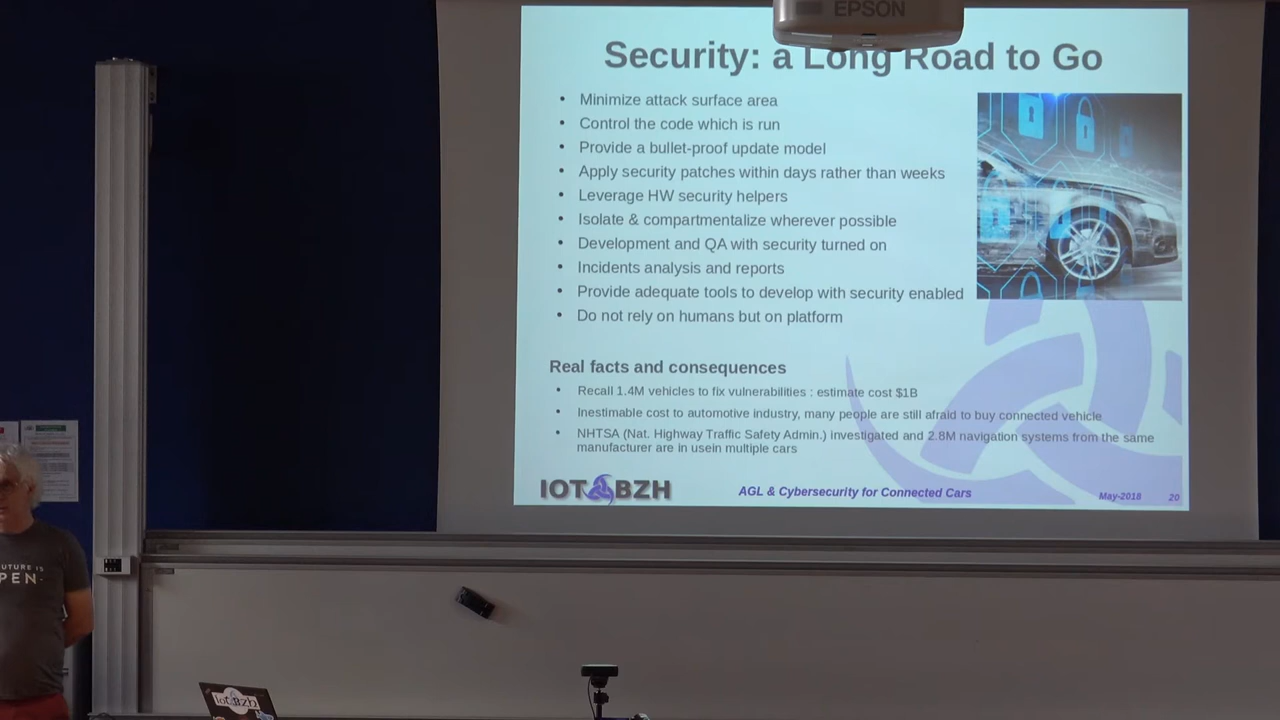 EPSON
Security: a Long Road to Go
• Minimize attack surface area
• Control the code which is run
• Provide a bullet-proof update model
• Apply security patches within days rather than weeks
• Leverage HW security helpers
• Isolate & compartmentalize wherever possible
• Development and QA with security turned on
• Incidents analysis and reports
• Provide adequate tools to develop with security enabled
• Do not rely on humans but on platform
Real facts and consequences
• Recall 1.4M vehicles to fix vulnerabilities : estimate cost $1B
• Inestimable cost to automotive industry, many people are still afraid to buy connected vehicle
• NHTSA (Nat. Highway Traffic Safety Admin.) investigated and 2.8M navigation systems from the same
manufacturer are in usein multiple cars
IOT BZH
AGL & Cybersecurity for Connected Cars
May-2018
20
UTURE IS
PEN
Iot Bzh